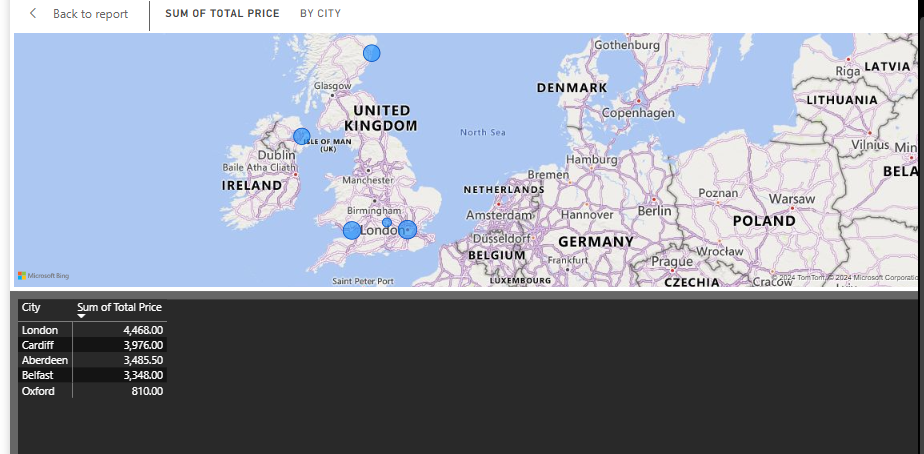 Back to report SUM OF TOTAL PRICE BY CITY
Gothenburg
Riga LATVIA
Glasgow
DENMARK
LITHUANIA
UNITED
KINGDOM
Copenhagen
North Sea
ISLE OF MAN
(UK)
Vilnius Min
Dublin
Baile Atha Cliath
Hamburg
BELA
Bremen
IRELAND
Manchester
NETHERLANDS
Poznan
Warsaw
Birmingham
Amsterdam
Hannover
Berlin
POLAND
London
Dusseldorf
GERMANY
BELGIUM
Wrocław
Frankfurt
Prague
Microsoft Bing
Saint Peter Port
LUXEMBOURG
CZECHIA
Cracow
© 2024 TomTom, © 2024 Microsoft Corporatio
City Sum of Total Price
London 4,468.00
Cardiff 3,976.00
Aberdeen 3,485.50
Belfast 3,348.00
Oxford 810.00